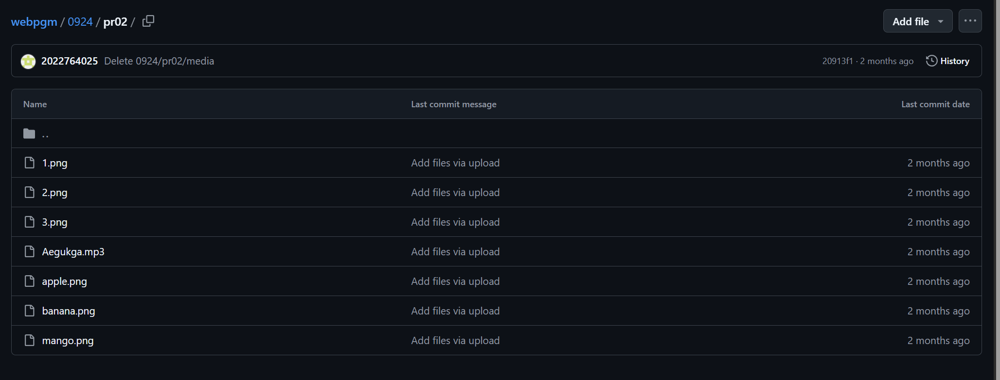 webpgm / 0924 / pr02 /
Add file
2022764025 Delete 0924/pr02/media
20913f1 · 2 months ago
History
Name Last commit message Last commit date
..
1.png Add files via upload 2 months ago
2.png Add files via upload 2 months ago
3.png Add files via upload 2 months ago
Aegukga.mp3 Add files via upload 2 months ago
apple.png Add files via upload 2 months ago
banana.png Add files via upload 2 months ago
mango.png Add files via upload 2 months ago